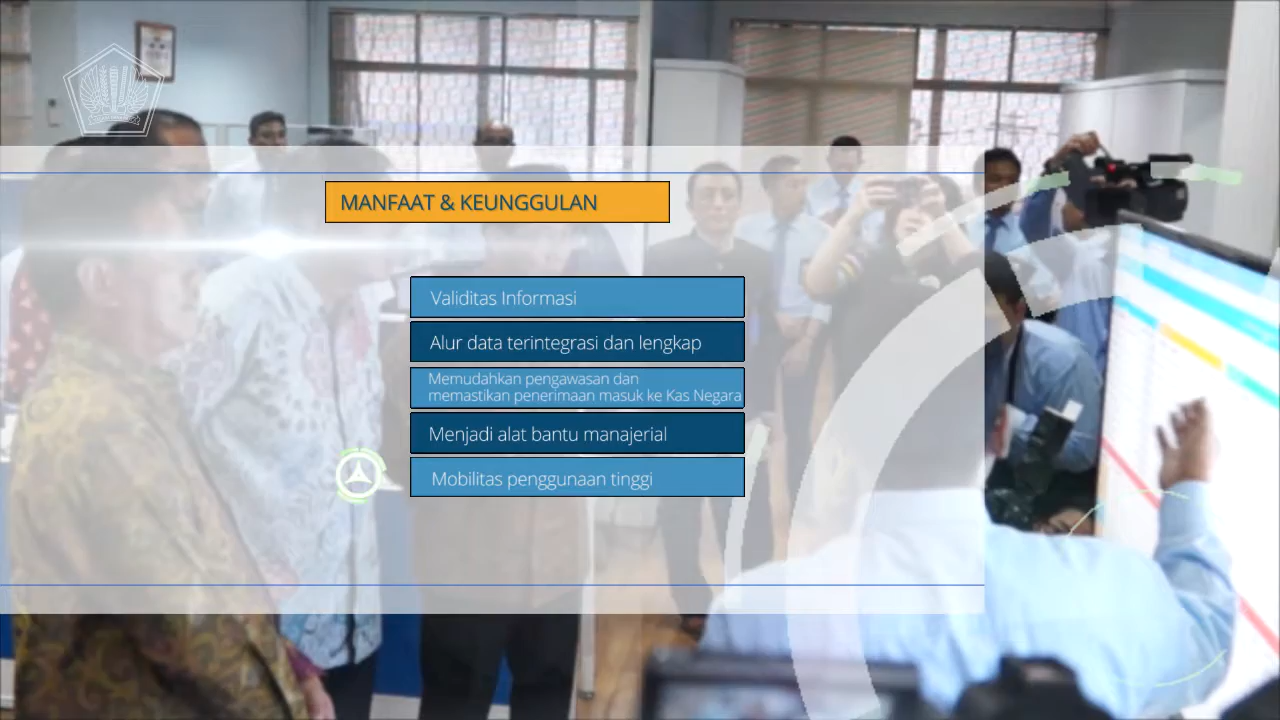 MANFAAT & KEUNGGULAN
Validitas Informasi
Alur data terintegrasi dan lengkap
Memudahkan pengawasan dan
memastikan penerimaan masuk ke Kas Negara
Menjadi alat bantu manajerial
Mobilitas penggunaan tinggi